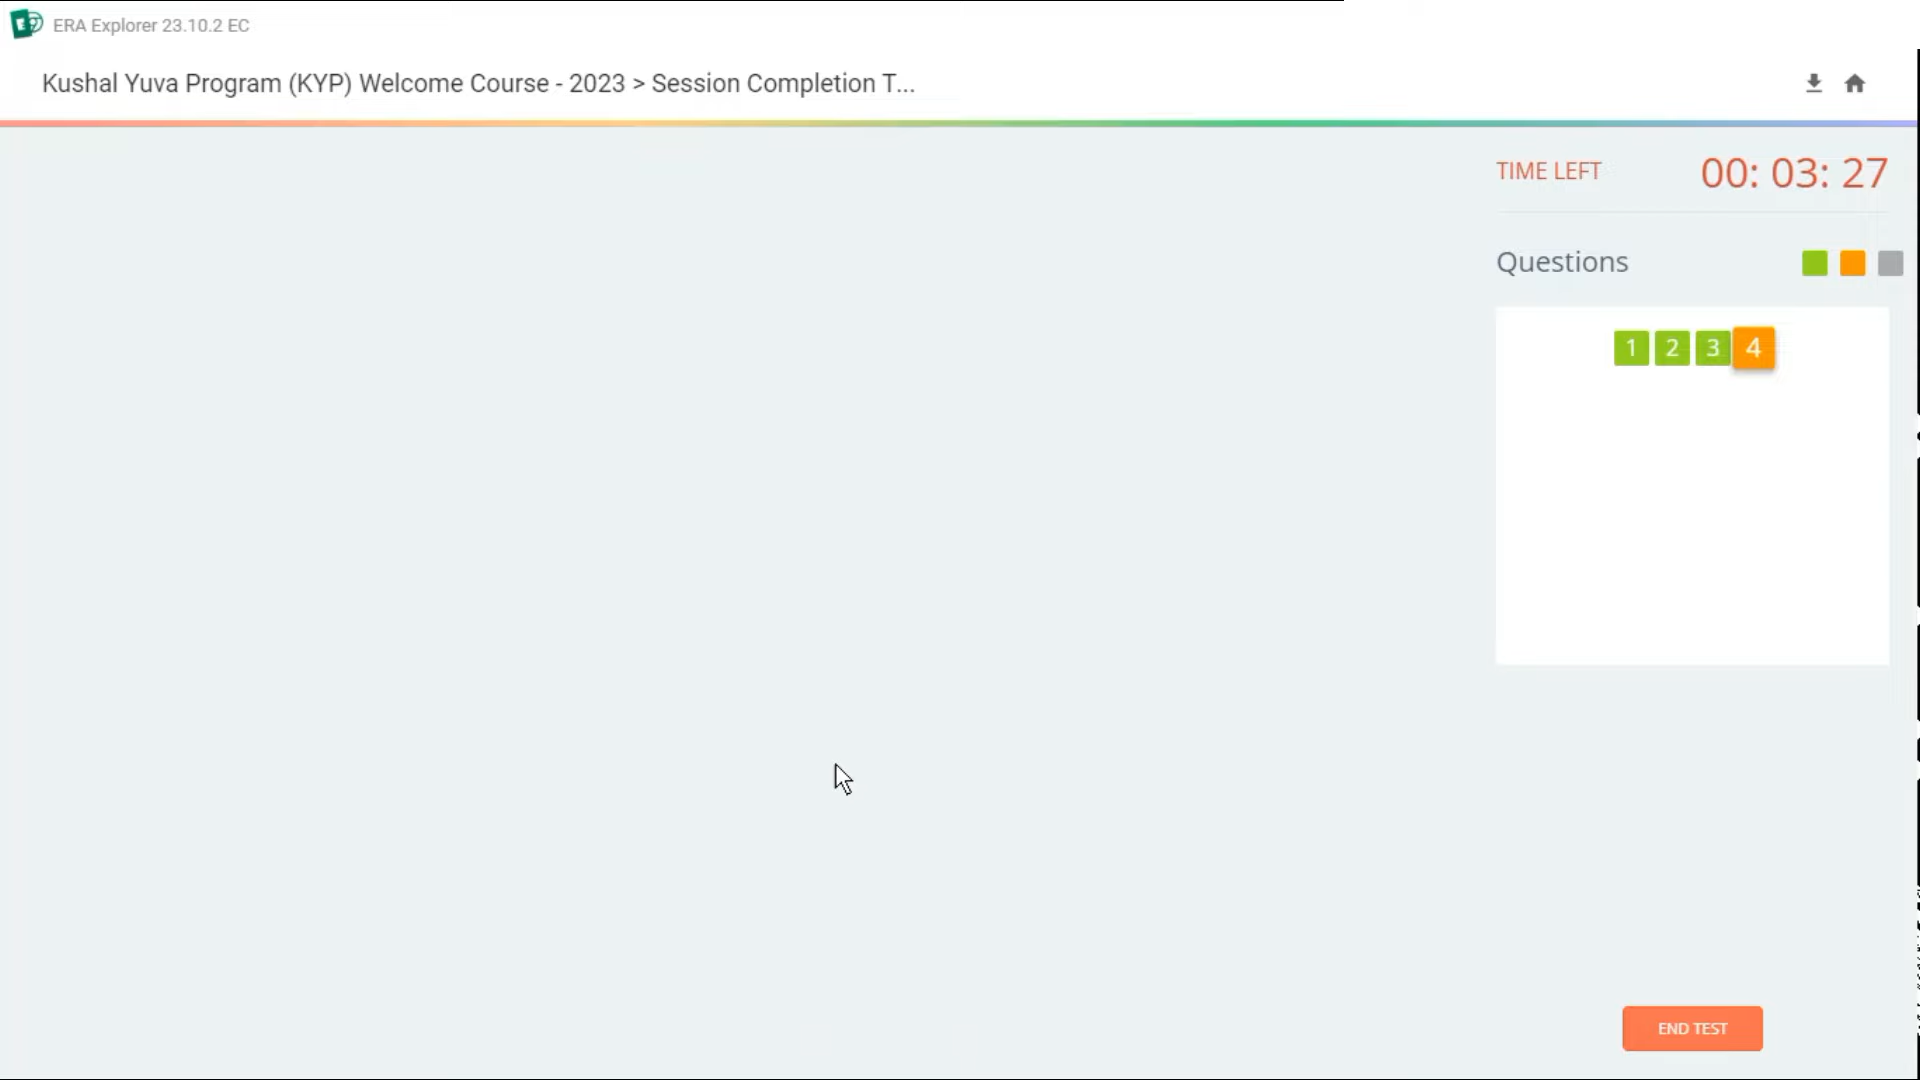 ERA Explorer 23.10.2 EC
Kushal Yuva Program (KYP) Welcome Course - 2023 > Session Completion T...
TIME LEFT 00: 03: 27
Questions
1 2 3 4
END TEST